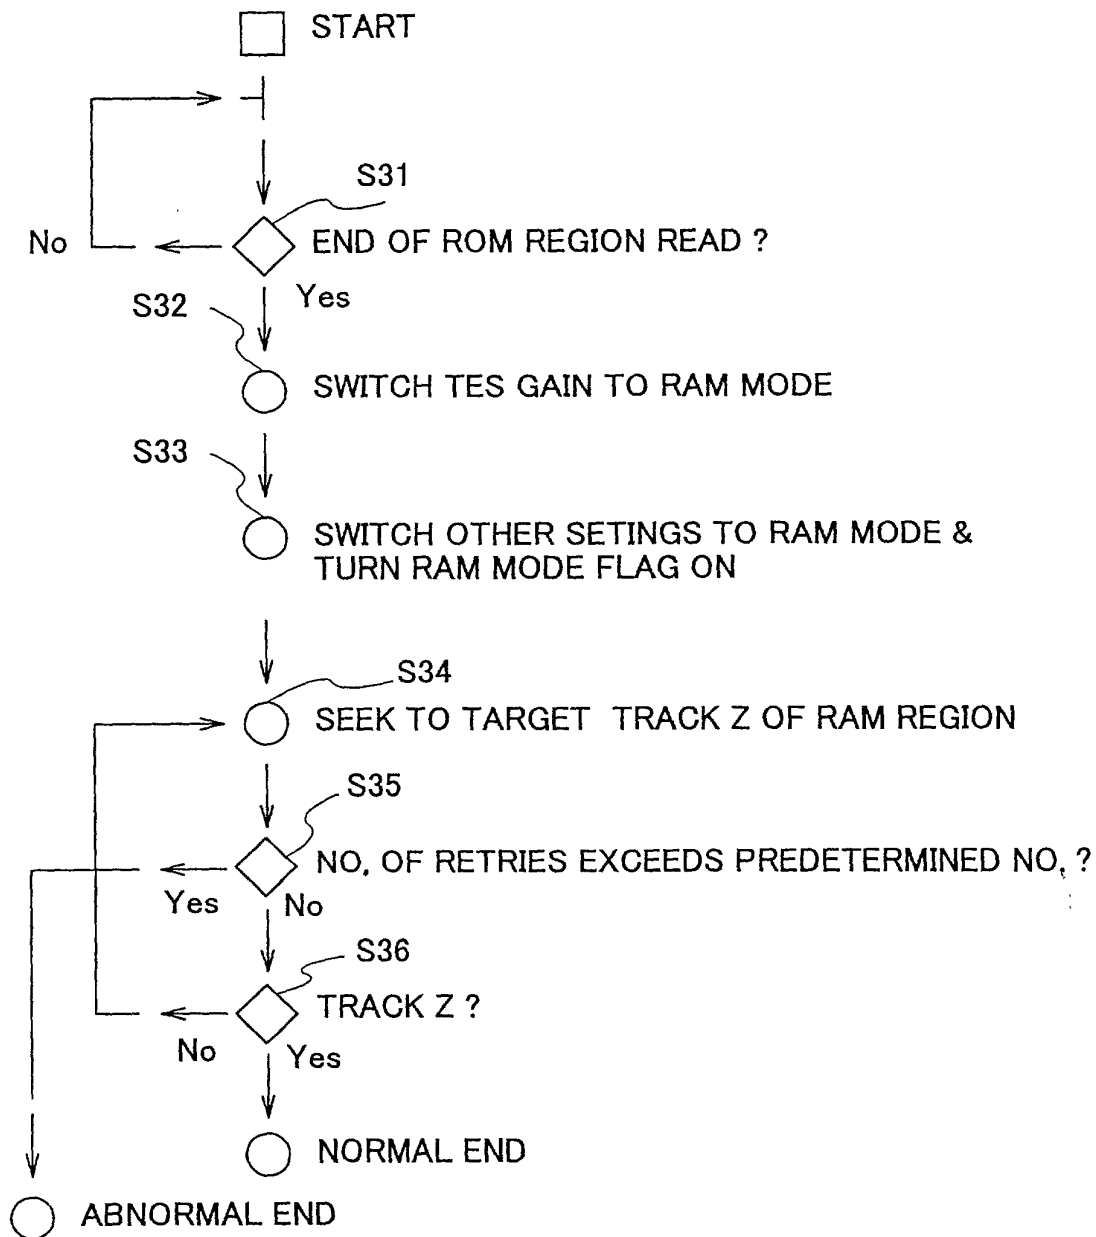 START
S31
No
END OF ROM REGION READ ?
Yes
S32
SWITCH TES GAIN TO RAM MODE
S33
SWITCH OTHER SETINGS TO RAM MODE &
TURN RAM MODE FLAG ON
S34
SEEK TO TARGET TRACK Z OF RAM REGION
S35
NO. OF RETRIES EXCEEDS PREDETERMINED NO. ?
Yes
No
S36
TRACK Z ?
No
Yes
NORMAL END
ABNORMAL END